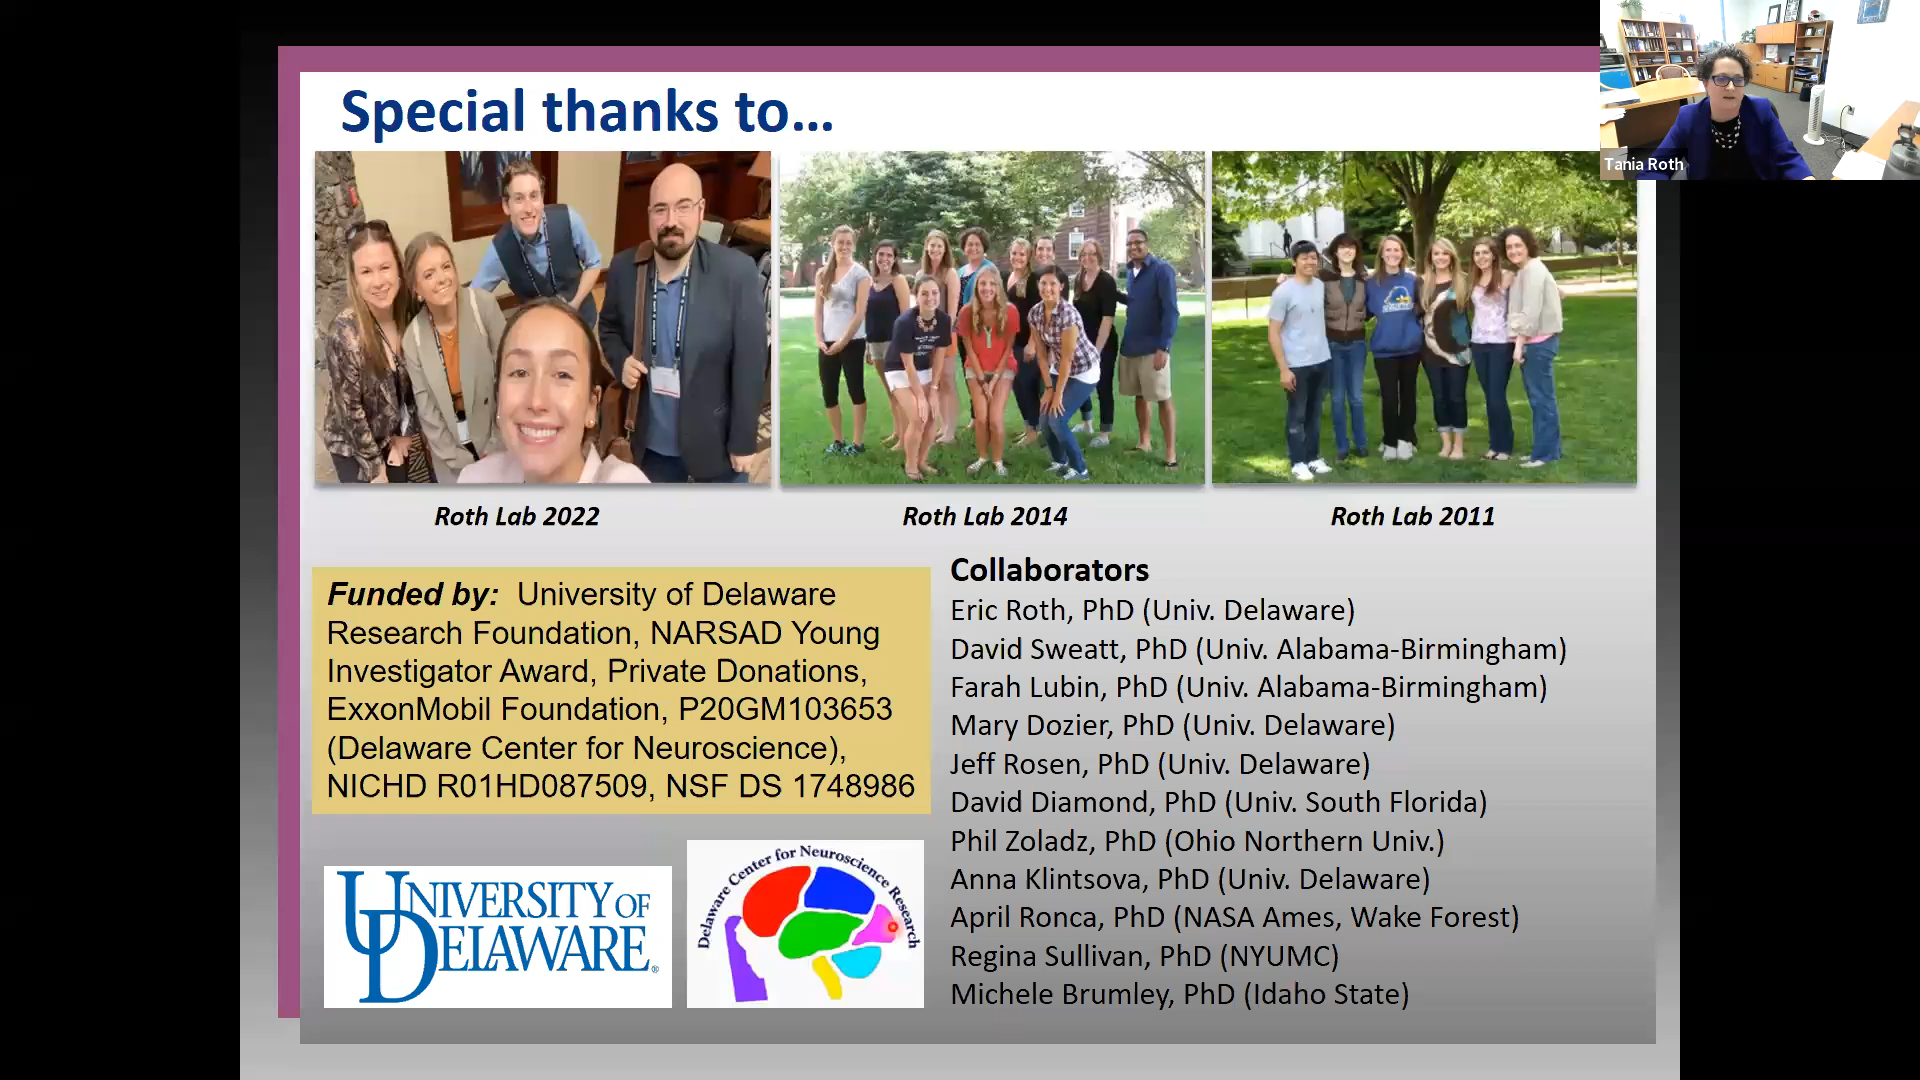 Special thanks to...
Tania Roth
Roth Lab 2022
Roth Lab 2014
Roth Lab 2011
Funded by: University of Delaware
Research Foundation, NARSAD Young
Investigator Award, Private Donations,
ExxonMobil Foundation, P20GM103653
(Delaware Center for Neuroscience),
NICHD R01HD087509, NSF DS 1748986
Collaborators
Eric Roth, PhD (Univ. Delaware)
David Sweatt, PhD (Univ. Alabama-Birmingham)
Farah Lubin, PhD (Univ. Alabama-Birmingham)
Mary Dozier, PhD (Univ. Delaware)
Jeff Rosen, PhD (Univ. Delaware)
David Diamond, PhD (Univ. South Florida)
Phil Zoladz, PhD (Ohio Northern Univ.)
Anna Klintsova, PhD (Univ. Delaware)
April Ronca, PhD (NASA Ames, Wake Forest)
Regina Sullivan, PhD (NYUMC)
Michele Brumley, PhD (Idaho State)
UNIVERSITY OF
DELAWARE®
Delaware Center for Neuroscience Research